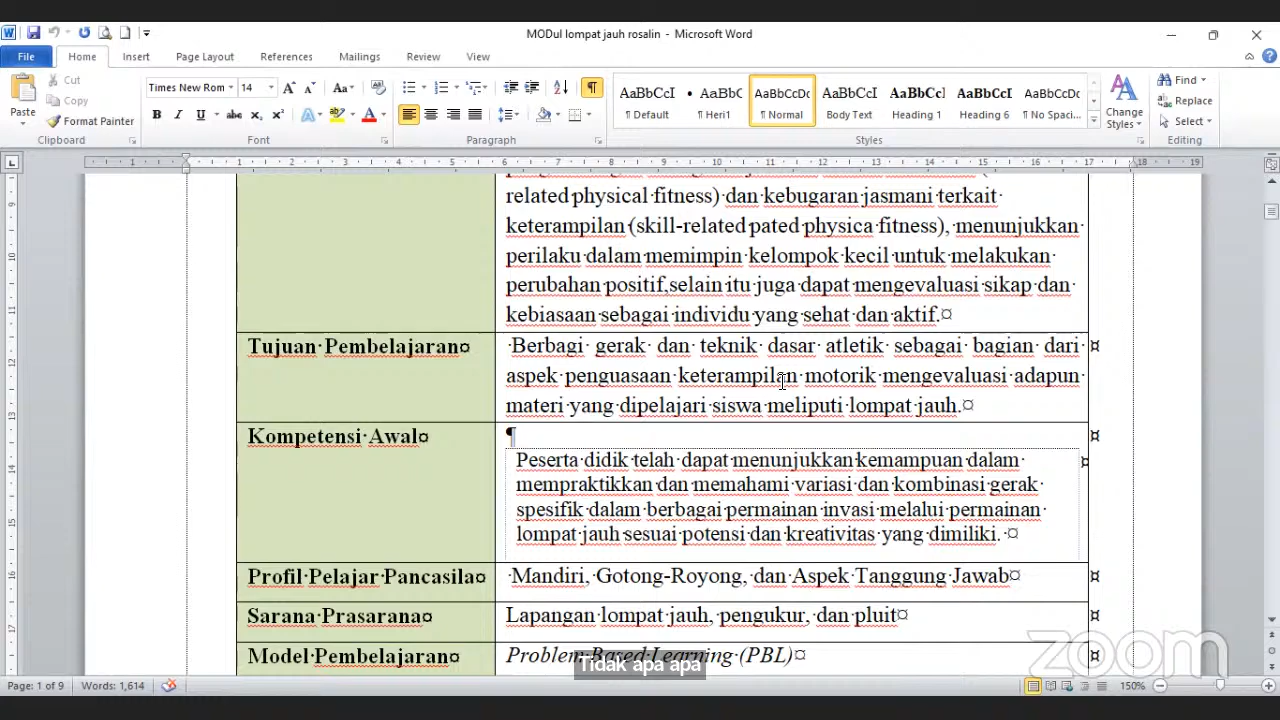 MODul lompat jauh rosalin - Microsoft Word
File Home Insert Page Layout References Mailings Review View
Cut
Copy
Format Painter
Paste
Clipboard
Times New Rom 14
Font
Paragraph
AaBbCcI AaBbC AaBbCcDc AaBbCcI AaBbCc] AaBbCcI AaBbCcDc
¶ Default ¶ Heri1 ¶ Normal Body Text Heading 1 Heading 6 ¶ No Spaci...
Change Styles
Styles
Find
Replace
Select
Editing
related physical fitness) dan kebugaran jasmani terkait
keterampilan (skill-related pated physica fitness), menunjukkan
perilaku dalam memimpin kelompok kecil untuk melakukan
perubahan positif,selain itu juga dapat mengevaluasi sikap dan
kebiasaan sebagai individu yang sehat dan aktif.¤
Tujuan Pembelajaran¤
Berbagi gerak dan teknik dasar atletik sebagai bagian dari
aspek penguasaan keterampilan motorik mengevaluasi adapun
materi yang dipelajari siswa meliputi lompat jauh.¤
Kompetensi Awal¤
¶
Peserta didik telah dapat menunjukkan kemampuan dalam
mempraktikkan dan memahami variasi dan kombinasi gerak
spesifik dalam berbagai permainan invasi melalui permainan
lompat jauh sesuai potensi dan kreativitas yang dimiliki. ¤
Profil Pelajar Pancasila¤ Mandiri, Gotong-Royong, dan Aspek Tanggung Jawab¤
Sarana Prasarana¤ Lapangan lompat jauh, pengukur, dan pluit¤
Model Pembelajaran¤ Problem Based Learning (PBL)¤
Tidak apa apa
zoom
Page: 1 of 9 Words: 1,614 150%